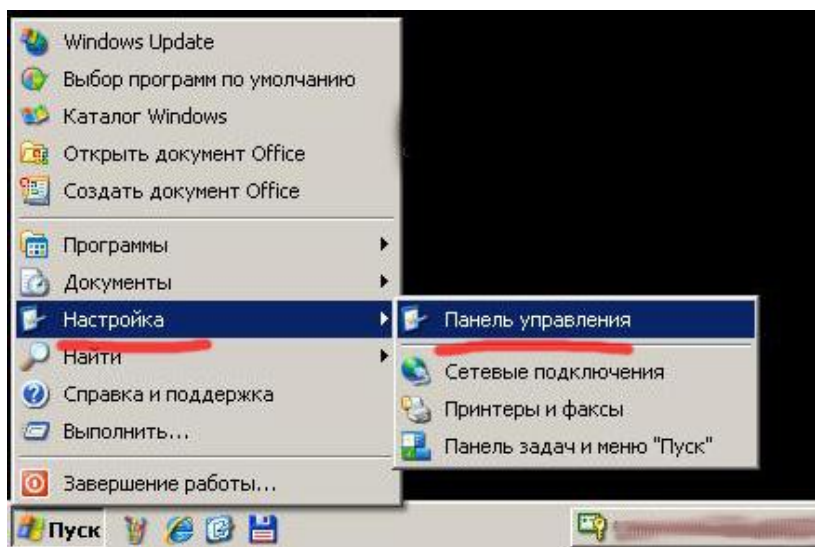 Windows Update
Выбор программ по умолчанию
Каталог Windows
Открыть документ Office
Создать документ Office
Программы
Документы
Настройка
Найти
Справка и поддержка
Выполнить...
Завершение работы...
Панель управления
Сетевые подключения
Принтеры и факсы
Панель задач и меню "Пуск"
Пуск